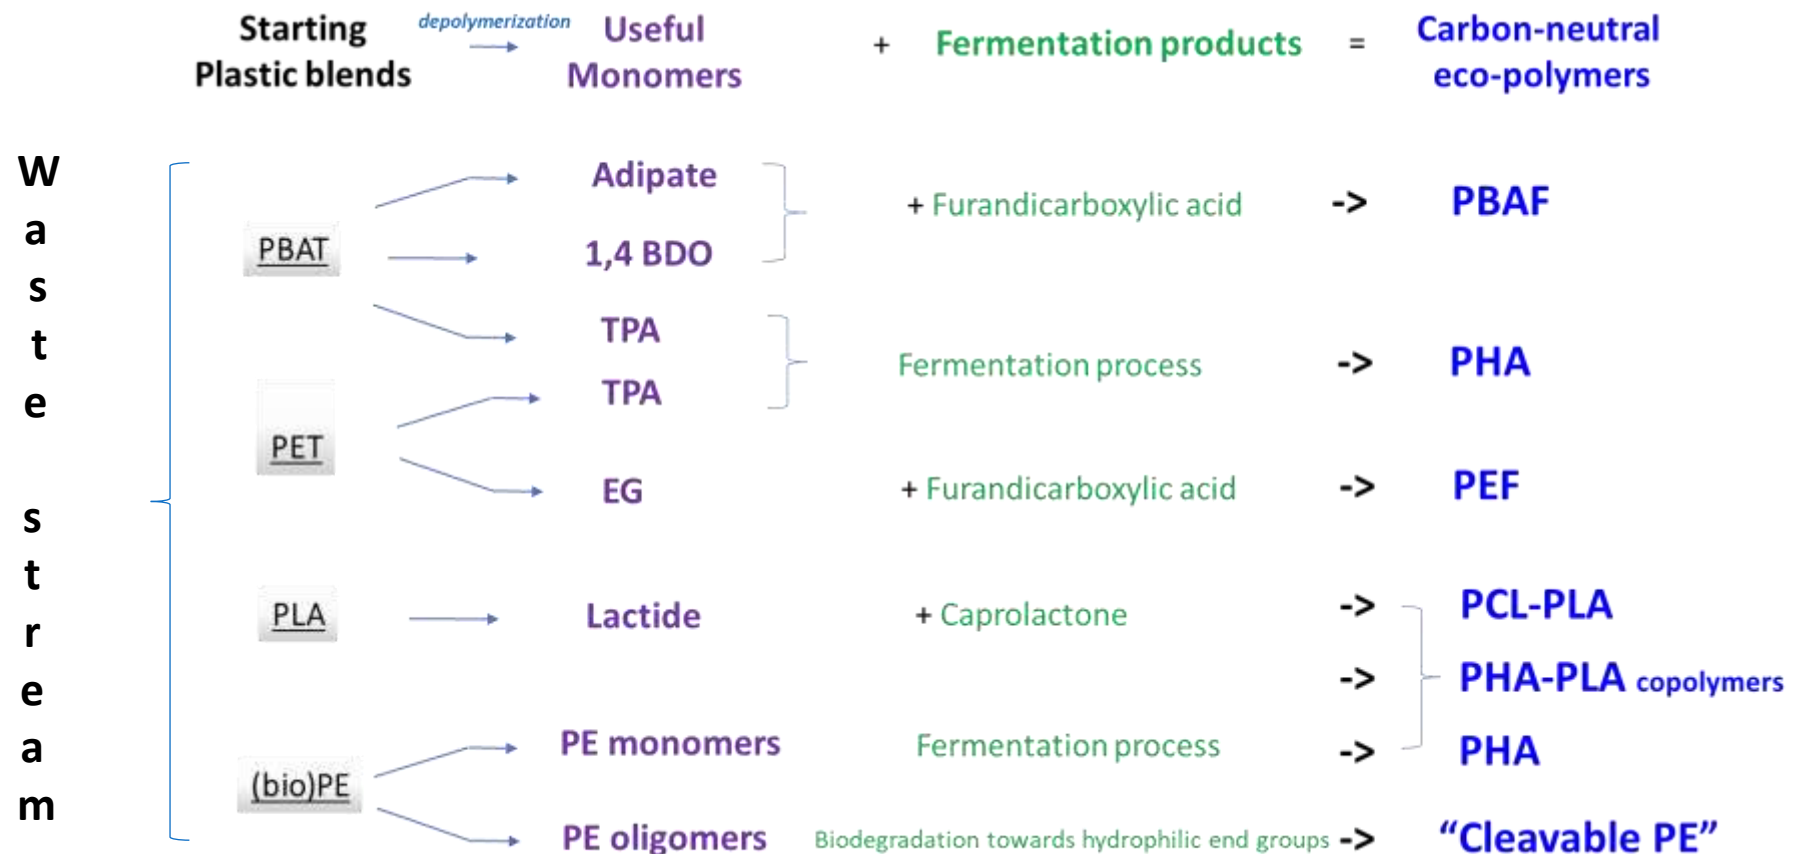 Starting depolymerization Useful + Fermentation products = Carbon-neutral
Plastic blends Monomers eco-polymers
Waste stream
Adipate
+ Furandicarboxylic acid -> PBAF
PBAT 1,4 BDO
TPA
Fermentation process -> PHA
TPA
PET
EG + Furandicarboxylic acid -> PEF
PLA Lactide + Caprolactone -> PCL-PLA
-> PHA-PLA copolymers
PE monomers Fermentation process -> PHA
(bio)PE
PE oligomers Biodegradation towards hydrophilic end groups -> “Cleavable PE”